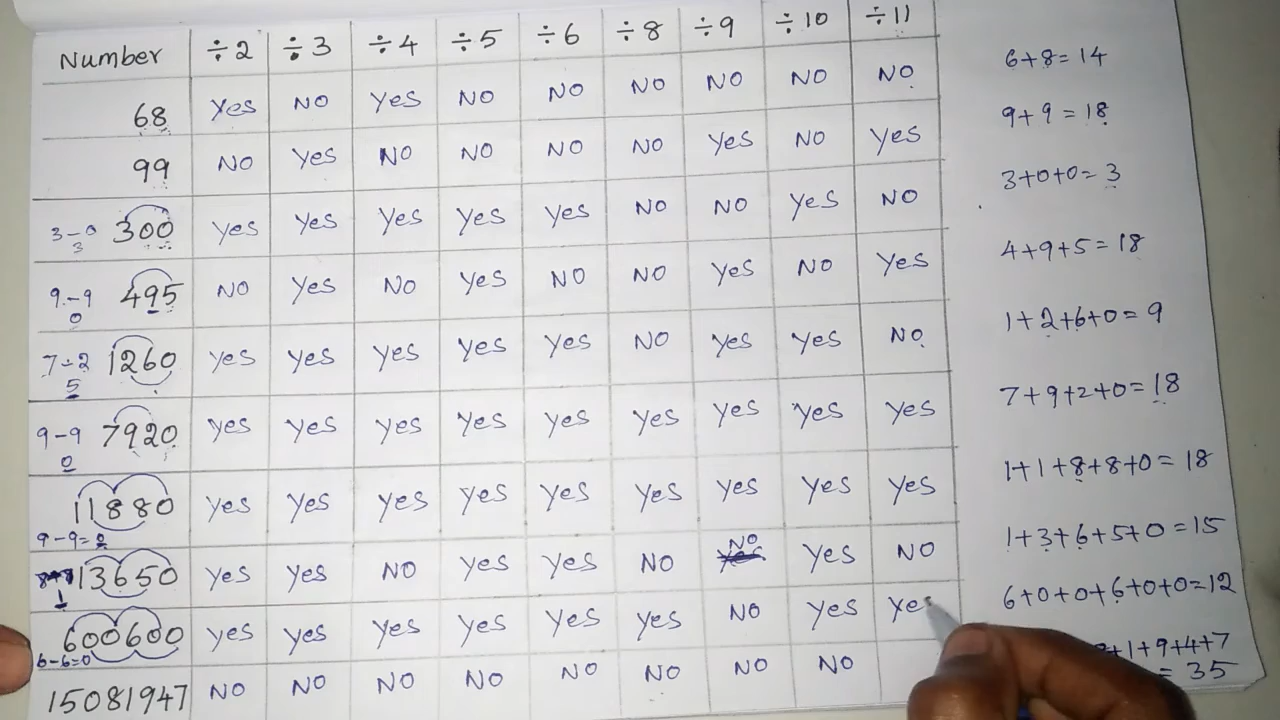 Number ÷2 ÷3 ÷4 ÷5 ÷6 ÷8 ÷9 ÷10 ÷11
68 Yes NO Yes NO NO NO NO NO NO 6+8=14
99 NO Yes NO NO NO NO Yes NO Yes 9+9=18
3-0 300 Yes Yes Yes Yes Yes NO NO Yes NO 3+0+0=3
3
9-9 495 NO Yes NO Yes NO NO Yes NO Yes 4+9+5=18
0
7-2 1260 Yes Yes Yes Yes Yes NO Yes Yes NO 1+2+6+0=9
5
9-9 7920 Yes Yes Yes Yes Yes Yes Yes Yes Yes 7+9+2+0=18
0
11880 Yes Yes Yes Yes Yes Yes Yes Yes Yes 1+1+8+8+0=18
9-9=0
13650 Yes Yes NO Yes Yes NO NO Yes NO 1+3+6+5+0=15
1
600600 Yes Yes Yes Yes Yes Yes NO Yes Yes 6+0+0+6+0+0=12
6-6=0
15081947 NO NO NO NO NO NO NO NO +1+9+4+7
= 35